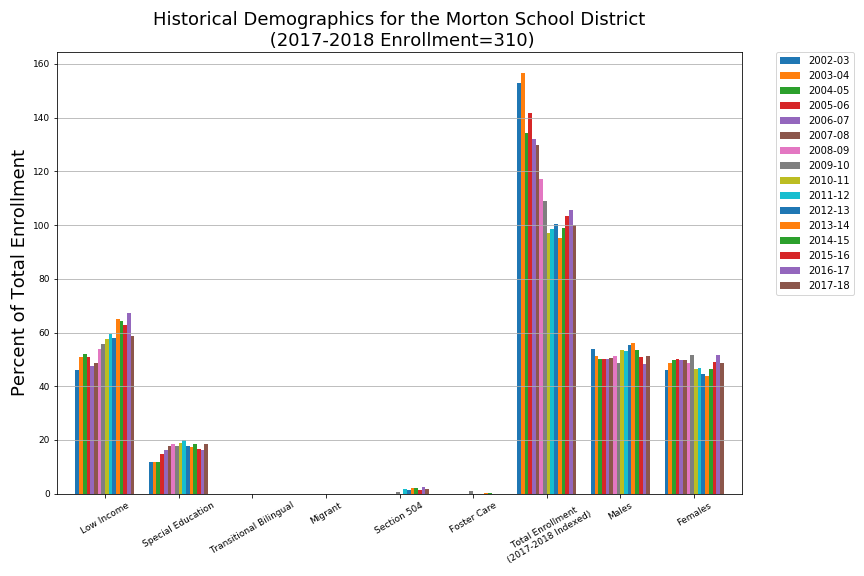 Historical Demographics for the Morton School District
(2017-2018 Enrollment=310)
Percent of Total Enrollment
160
140
120
100
80
60
40
20
0
Low Income
Special Education
Transitional Bilingual
Migrant
Section 504
Foster Care
Total Enrollment
(2017-2018 Indexed)
Males
Females
2002-03
2003-04
2004-05
2005-06
2006-07
2007-08
2008-09
2009-10
2010-11
2011-12
2012-13
2013-14
2014-15
2015-16
2016-17
2017-18